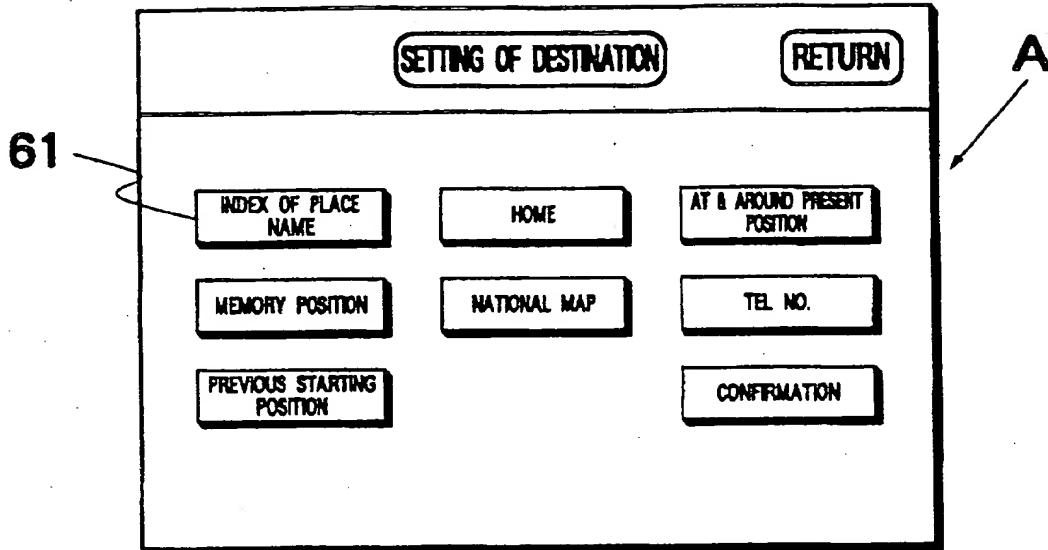 SETTING OF DESTINATION
RETURN
A
61
INDEX OF PLACE
NAME
HOME
AT & AROUND PRESENT
POSITION
MEMORY POSITION
NATIONAL MAP
TEL NO.
PREVIOUS STARTING
POSITION
CONFIRMATION